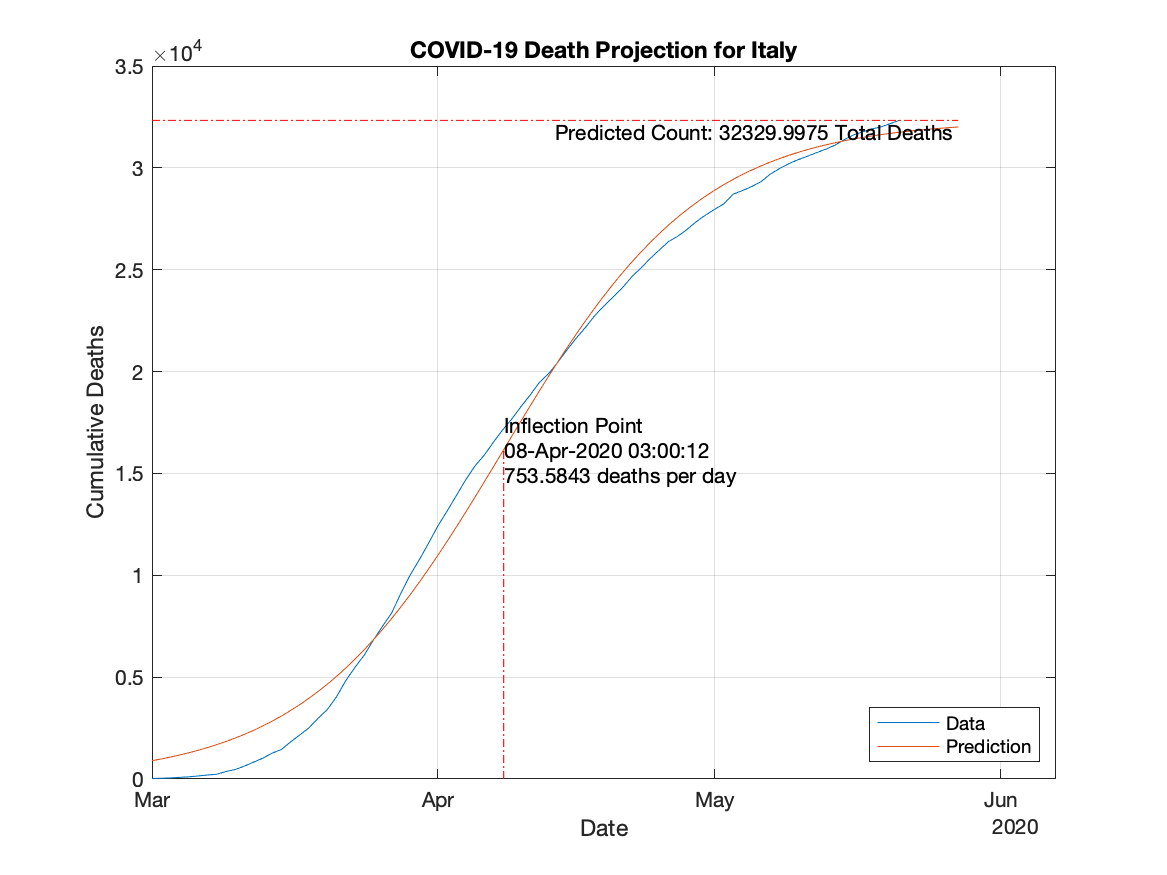 COVID-19 Death Projection for Italy
×10⁴
3.5
3
2.5
2
1.5
1
0.5
0
Cumulative Deaths
Predicted Count: 32329.9975 Total Deaths
Inflection Point
08-Apr-2020 03:00:12
753.5843 deaths per day
Data
Prediction
Mar Apr May Jun
2020
Date